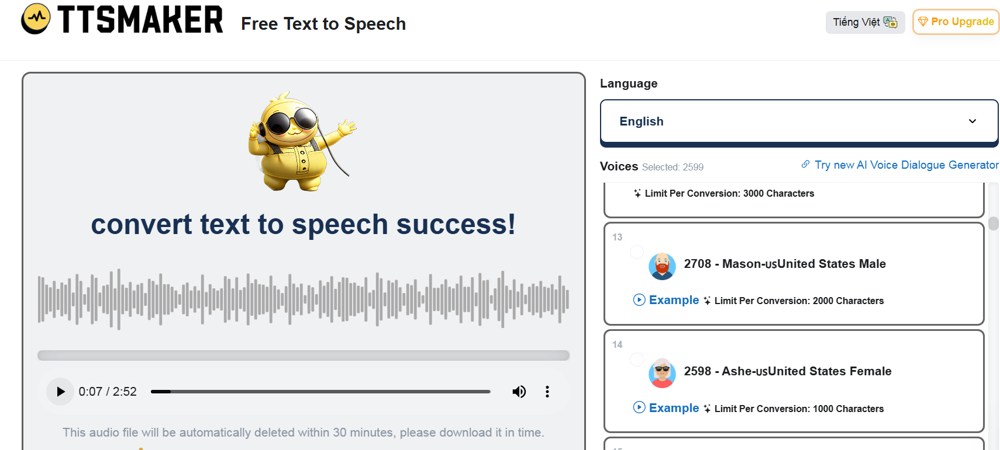 TTSMAKER
Free Text to Speech
Tiếng Việt
Pro Upgrade
convert text to speech success!
0:07 / 2:52
This audio file will be automatically deleted within 30 minutes, please download it in time.
Language
English
Voices Selected: 2599
Try new AI Voice Dialogue Generator
Limit Per Conversion: 3000 Characters
13
2708 - Mason-usUnited States Male
Example Limit Per Conversion: 2000 Characters
14
2598 - Ashe-usUnited States Female
Example Limit Per Conversion: 1000 Characters